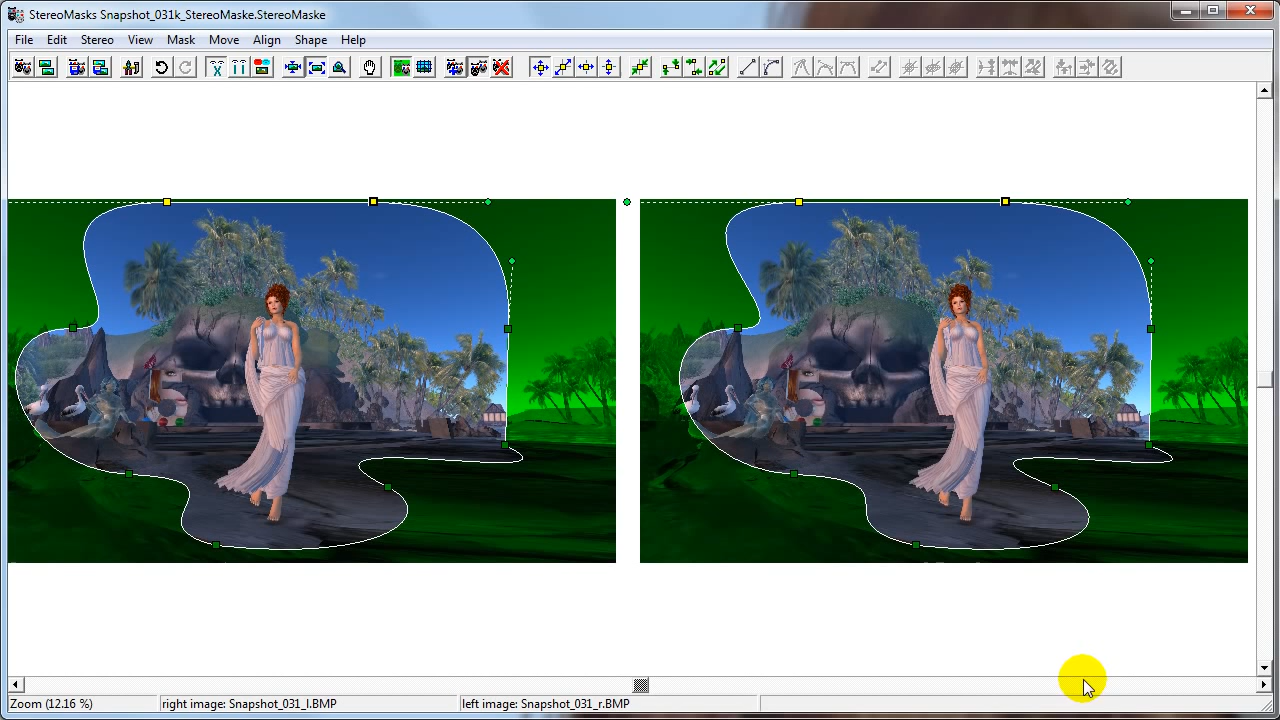 StereoMasks Snapshot_031k_StereoMaske.StereoMaske
File Edit Stereo View Mask Move Align Shape Help
Zoom (12.16 %) right image: Snapshot_031_l.BMP left image: Snapshot_031_r.BMP